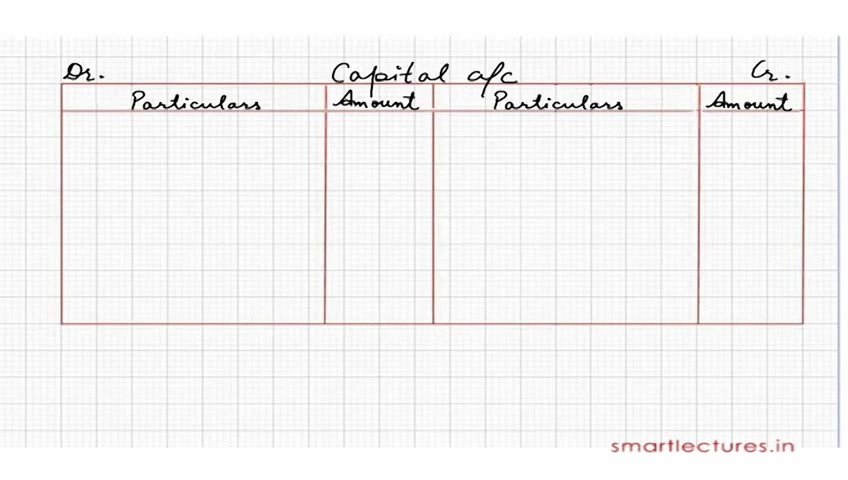 Dr. Capital a/c Cr.
Particulars Amount Particulars Amount
smartlectures.in